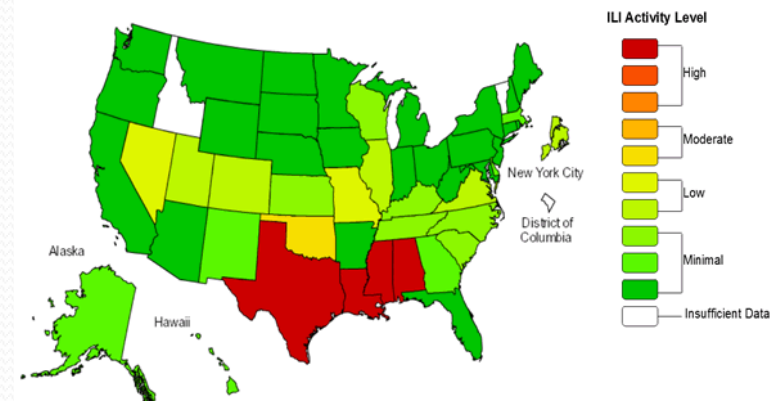 ILI Activity Level
High
Moderate
Low
Minimal
Insufficient Data
New York City
District of
Columbia
Alaska
Hawaii